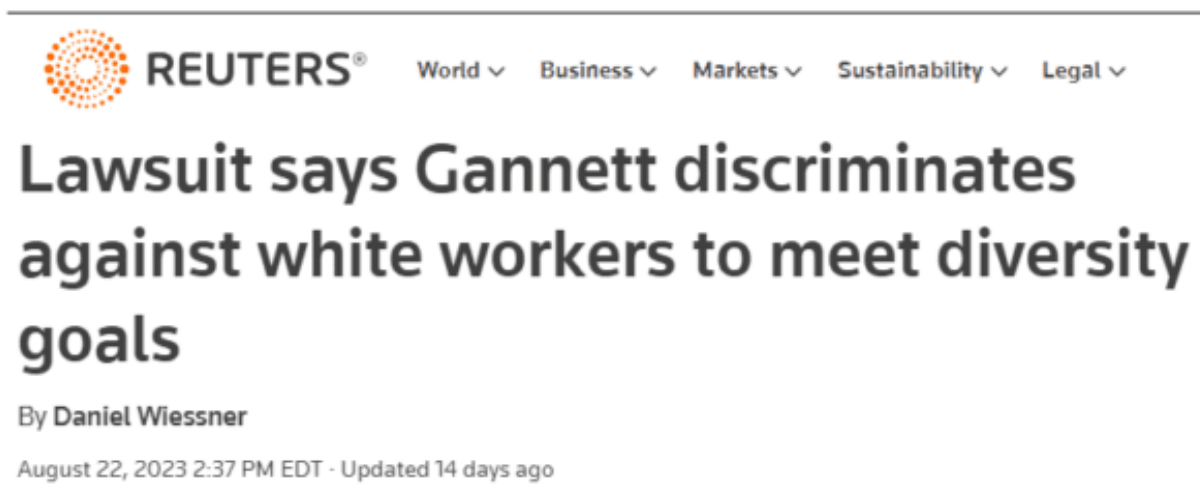 REUTERS® World Business Markets Sustainability Legal
Lawsuit says Gannett discriminates
against white workers to meet diversity
goals
By Daniel Wiessner
August 22, 2023 2:37 PM EDT · Updated 14 days ago